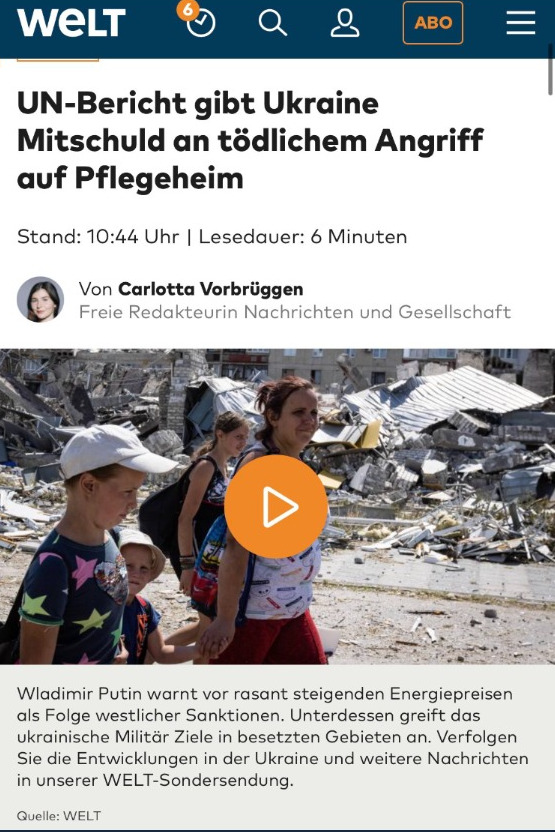 WELT
6
ABO
UN-Bericht gibt Ukraine
Mitschuld an tödlichem Angriff
auf Pflegeheim
Stand: 10:44 Uhr | Lesedauer: 6 Minuten
Von Carlotta Vorbrüggen
Freie Redakteurin Nachrichten und Gesellschaft
Wladimir Putin warnt vor rasant steigenden Energiepreisen
als Folge westlicher Sanktionen. Unterdessen greift das
ukrainische Militär Ziele in besetzten Gebieten an. Verfolgen
Sie die Entwicklungen in der Ukraine und weitere Nachrichten
in unserer WELT-Sondersendung.
Quelle: WELT